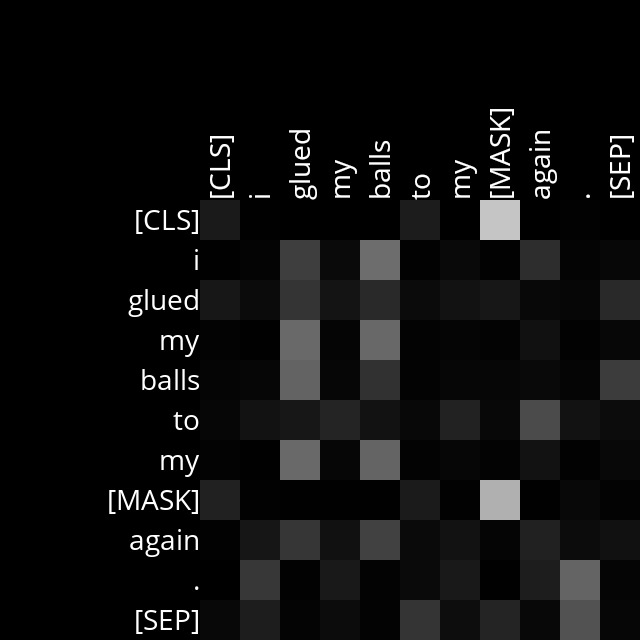 [CLS] i glued my balls to my [MASK] again . [SEP]
[CLS]
i
glued
my
balls
to
my
[MASK]
again
.
[SEP]